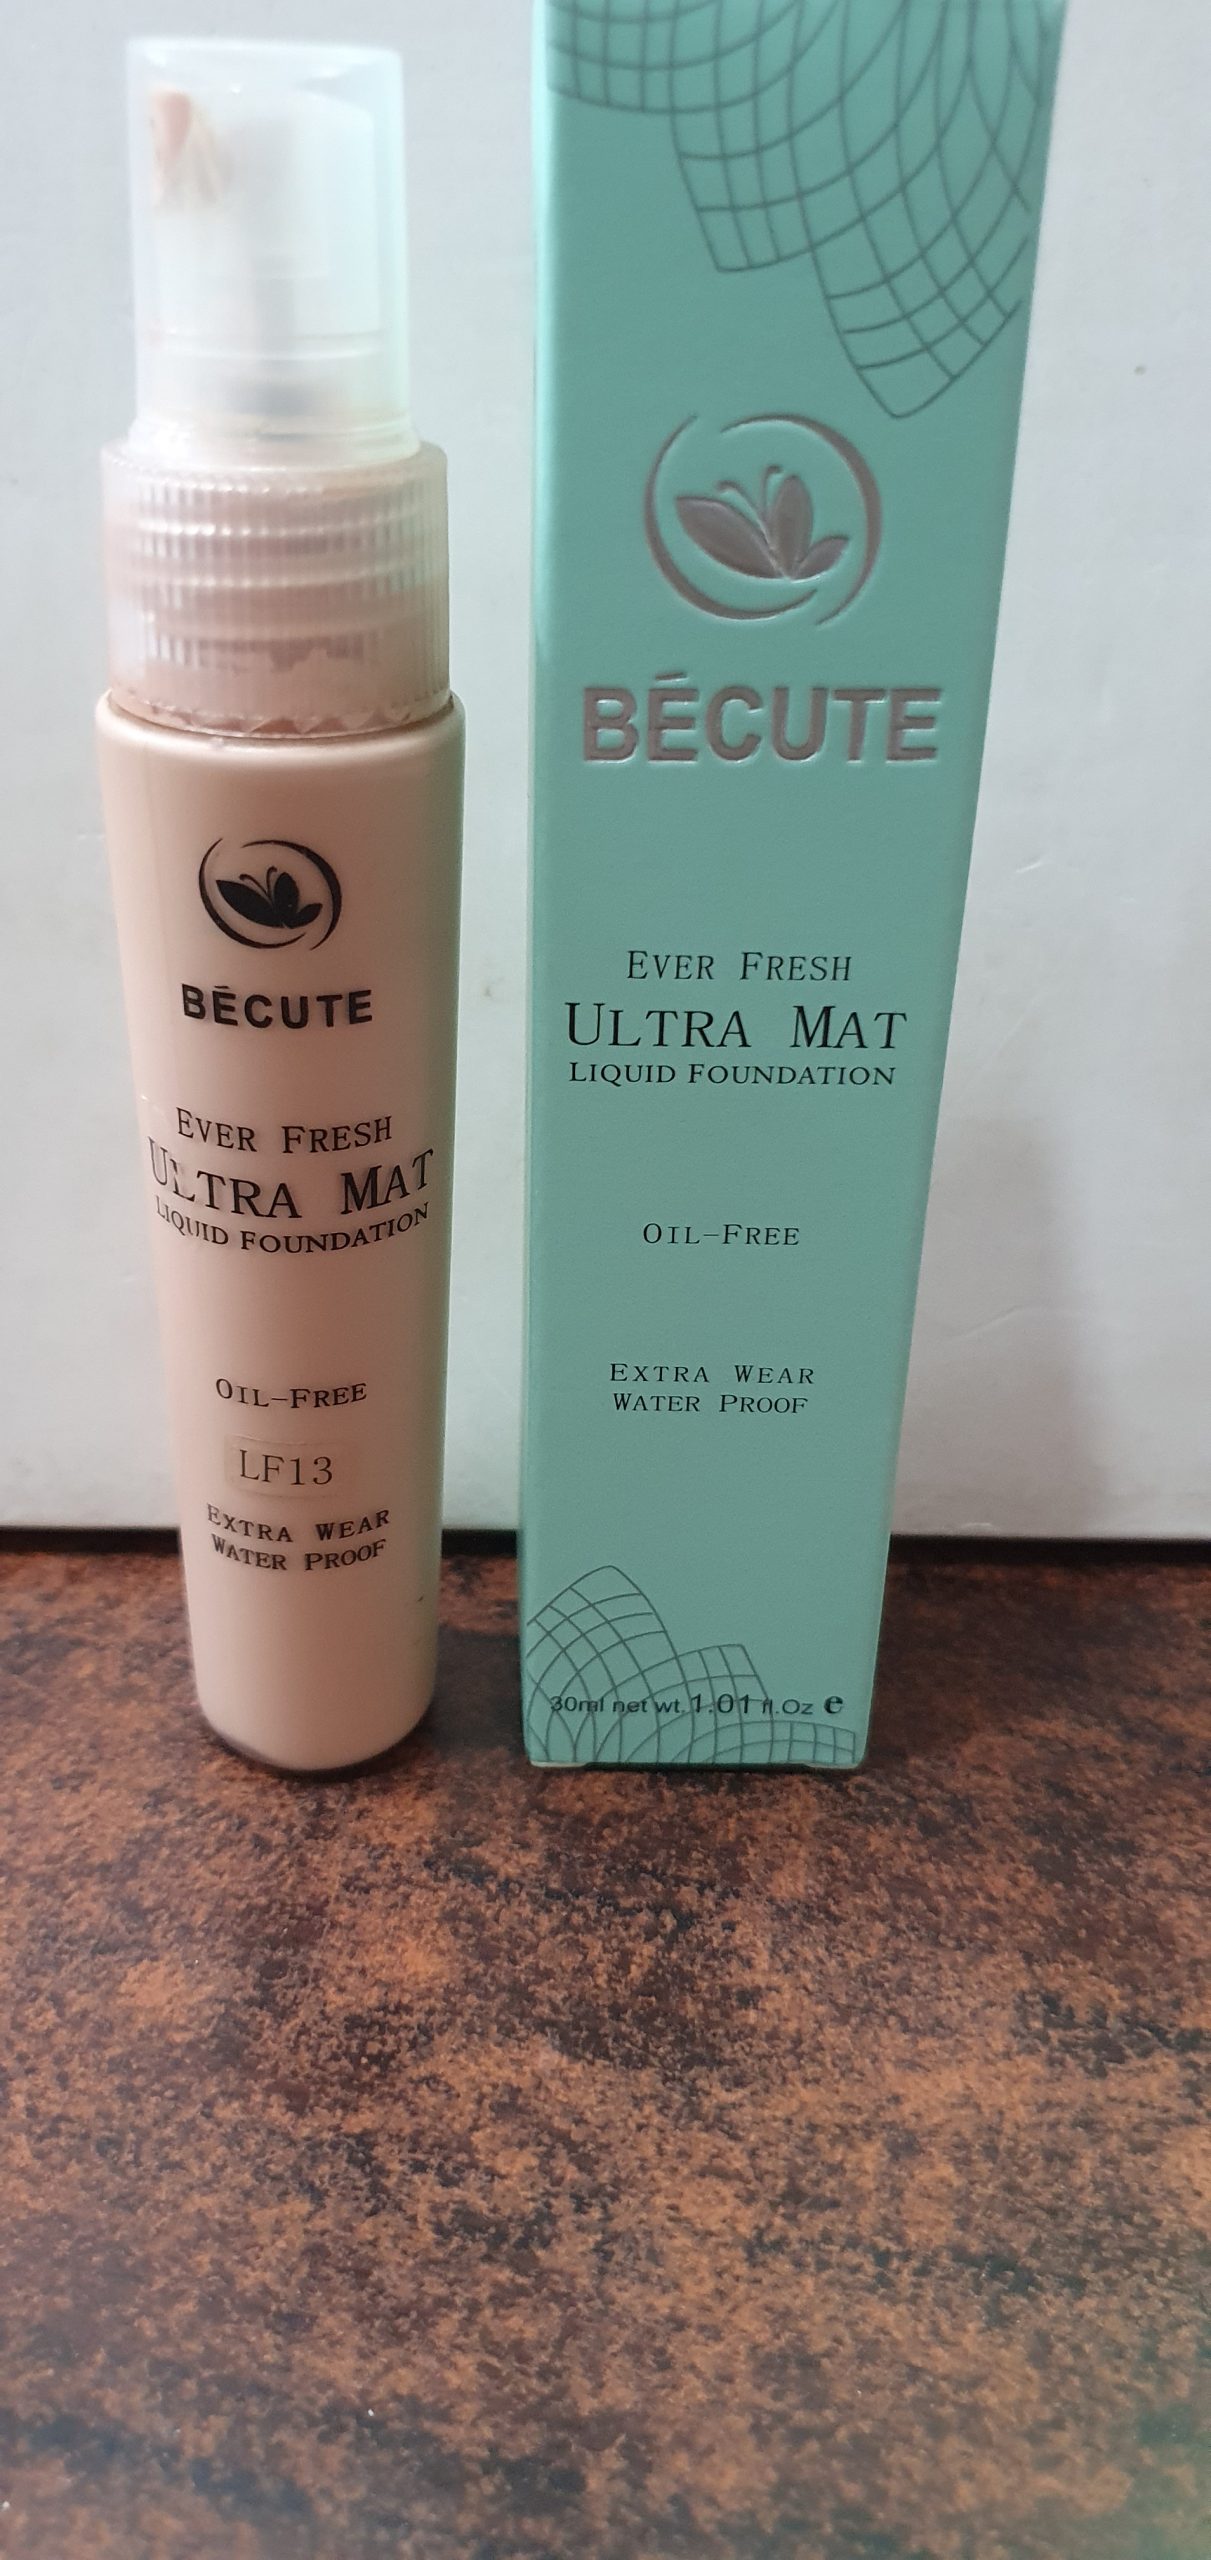 BÉCUTE
EVER FRESH
ULTRA MAT
LIQUID FOUNDATION
OIL-FREE
LF13
EXTRA WEAR
WATER PROOF
BÉCUTE
EVER FRESH
ULTRA MAT
LIQUID FOUNDATION
OIL-FREE
EXTRA WEAR
WATER PROOF
30ml net wt. 1.01 fl.Oz e